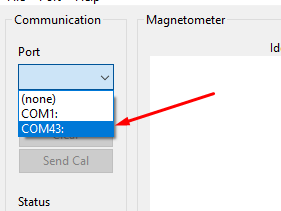 Communication
Magnetometer
Port
(none)
COM1:
COM43:
Send Cal
Status